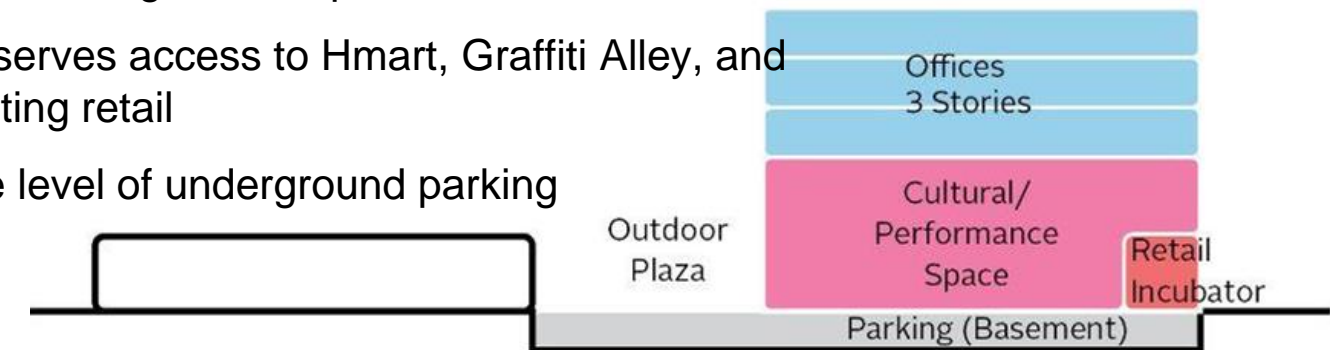 serves access to Hmart, Graffiti Alley, and
ting retail
level of underground parking
Offices
3 Stories
Cultural/
Performance
Space
Outdoor
Plaza
Retail
Incubator
Parking (Basement)